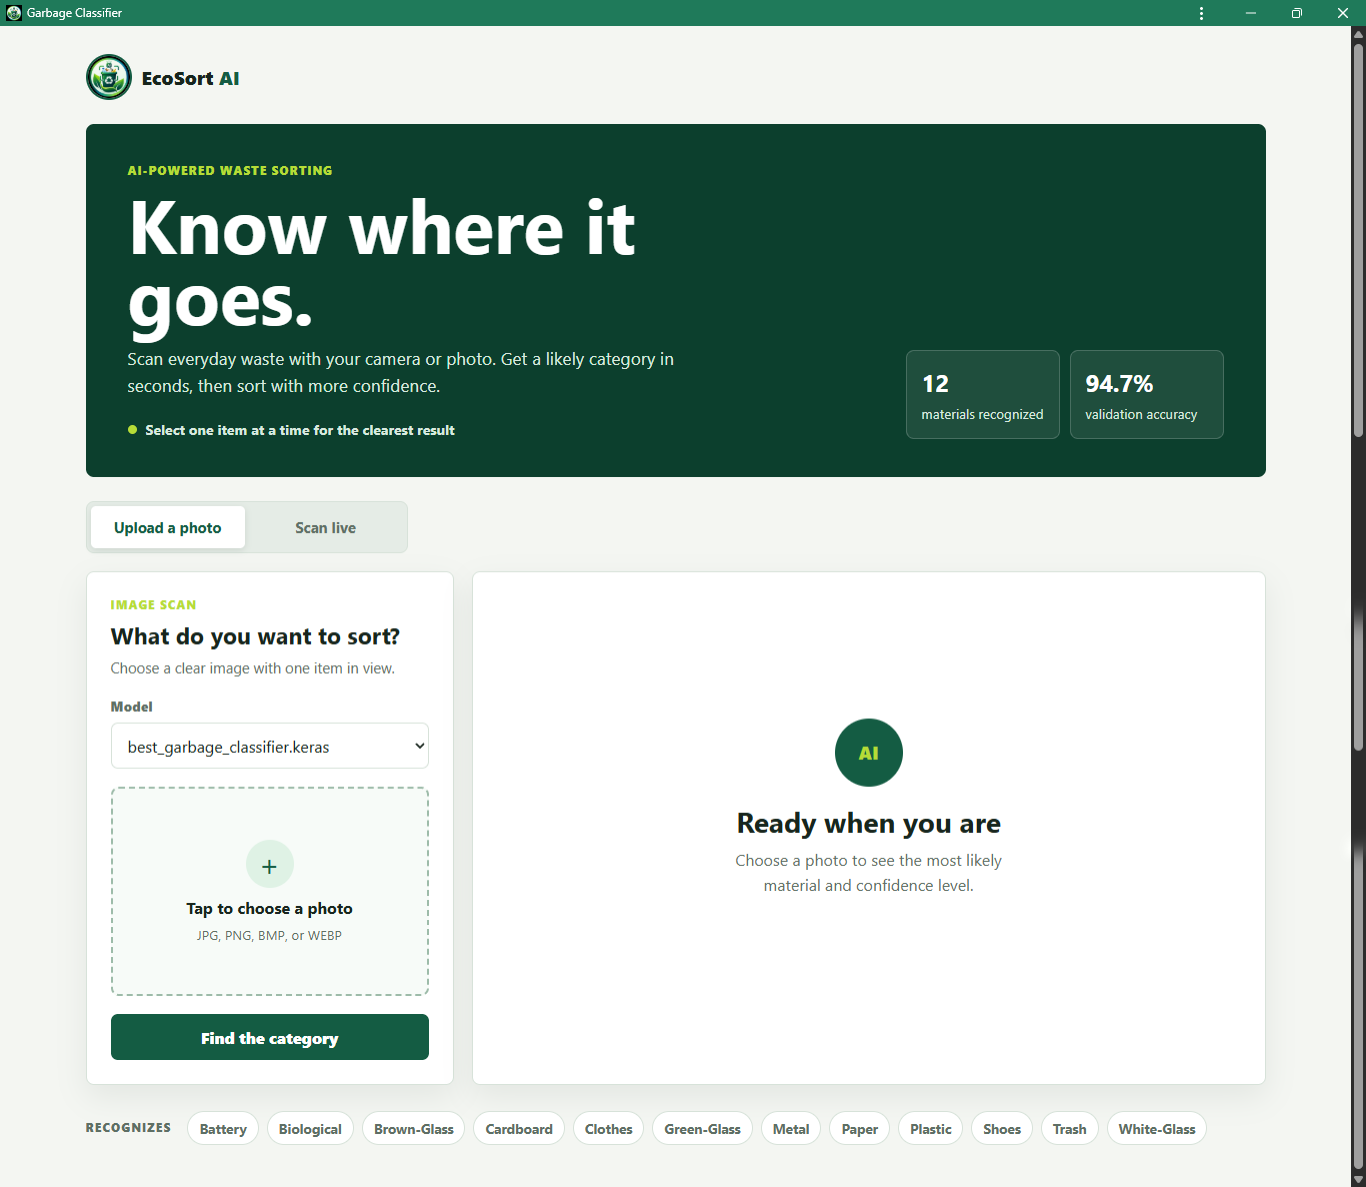 Garbage Classifier
EcoSort AI
AI-POWERED WASTE SORTING
Know where it
goes.
Scan everyday waste with your camera or photo. Get a likely category in
seconds, then sort with more confidence.
Select one item at a time for the clearest result
12
materials recognized
94.7%
validation accuracy
Upload a photo
Scan live
IMAGE SCAN
What do you want to sort?
Choose a clear image with one item in view.
Model
best_garbage_classifier.keras
+
Tap to choose a photo
JPG, PNG, BMP, or WEBP
Find the category
AI
Ready when you are
Choose a photo to see the most likely
material and confidence level.
RECOGNIZES Battery Biological Brown-Glass Cardboard Clothes Green-Glass Metal Paper Plastic Shoes Trash White-Glass